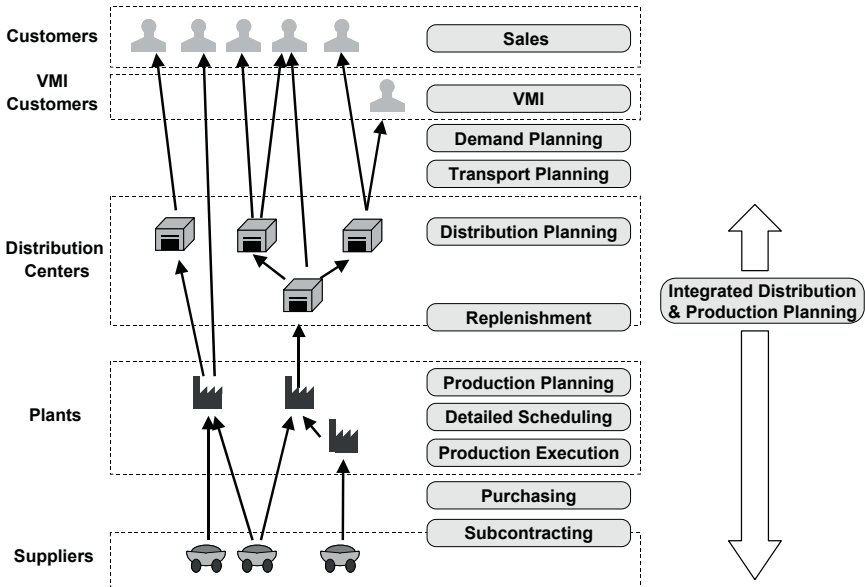 Customers
Sales
VMI
Customers
VMI
Demand Planning
Transport Planning
Distribution
Centers
Distribution Planning
Integrated Distribution
& Production Planning
Replenishment
Plants
Production Planning
Detailed Scheduling
Production Execution
Purchasing
Suppliers
Subcontracting